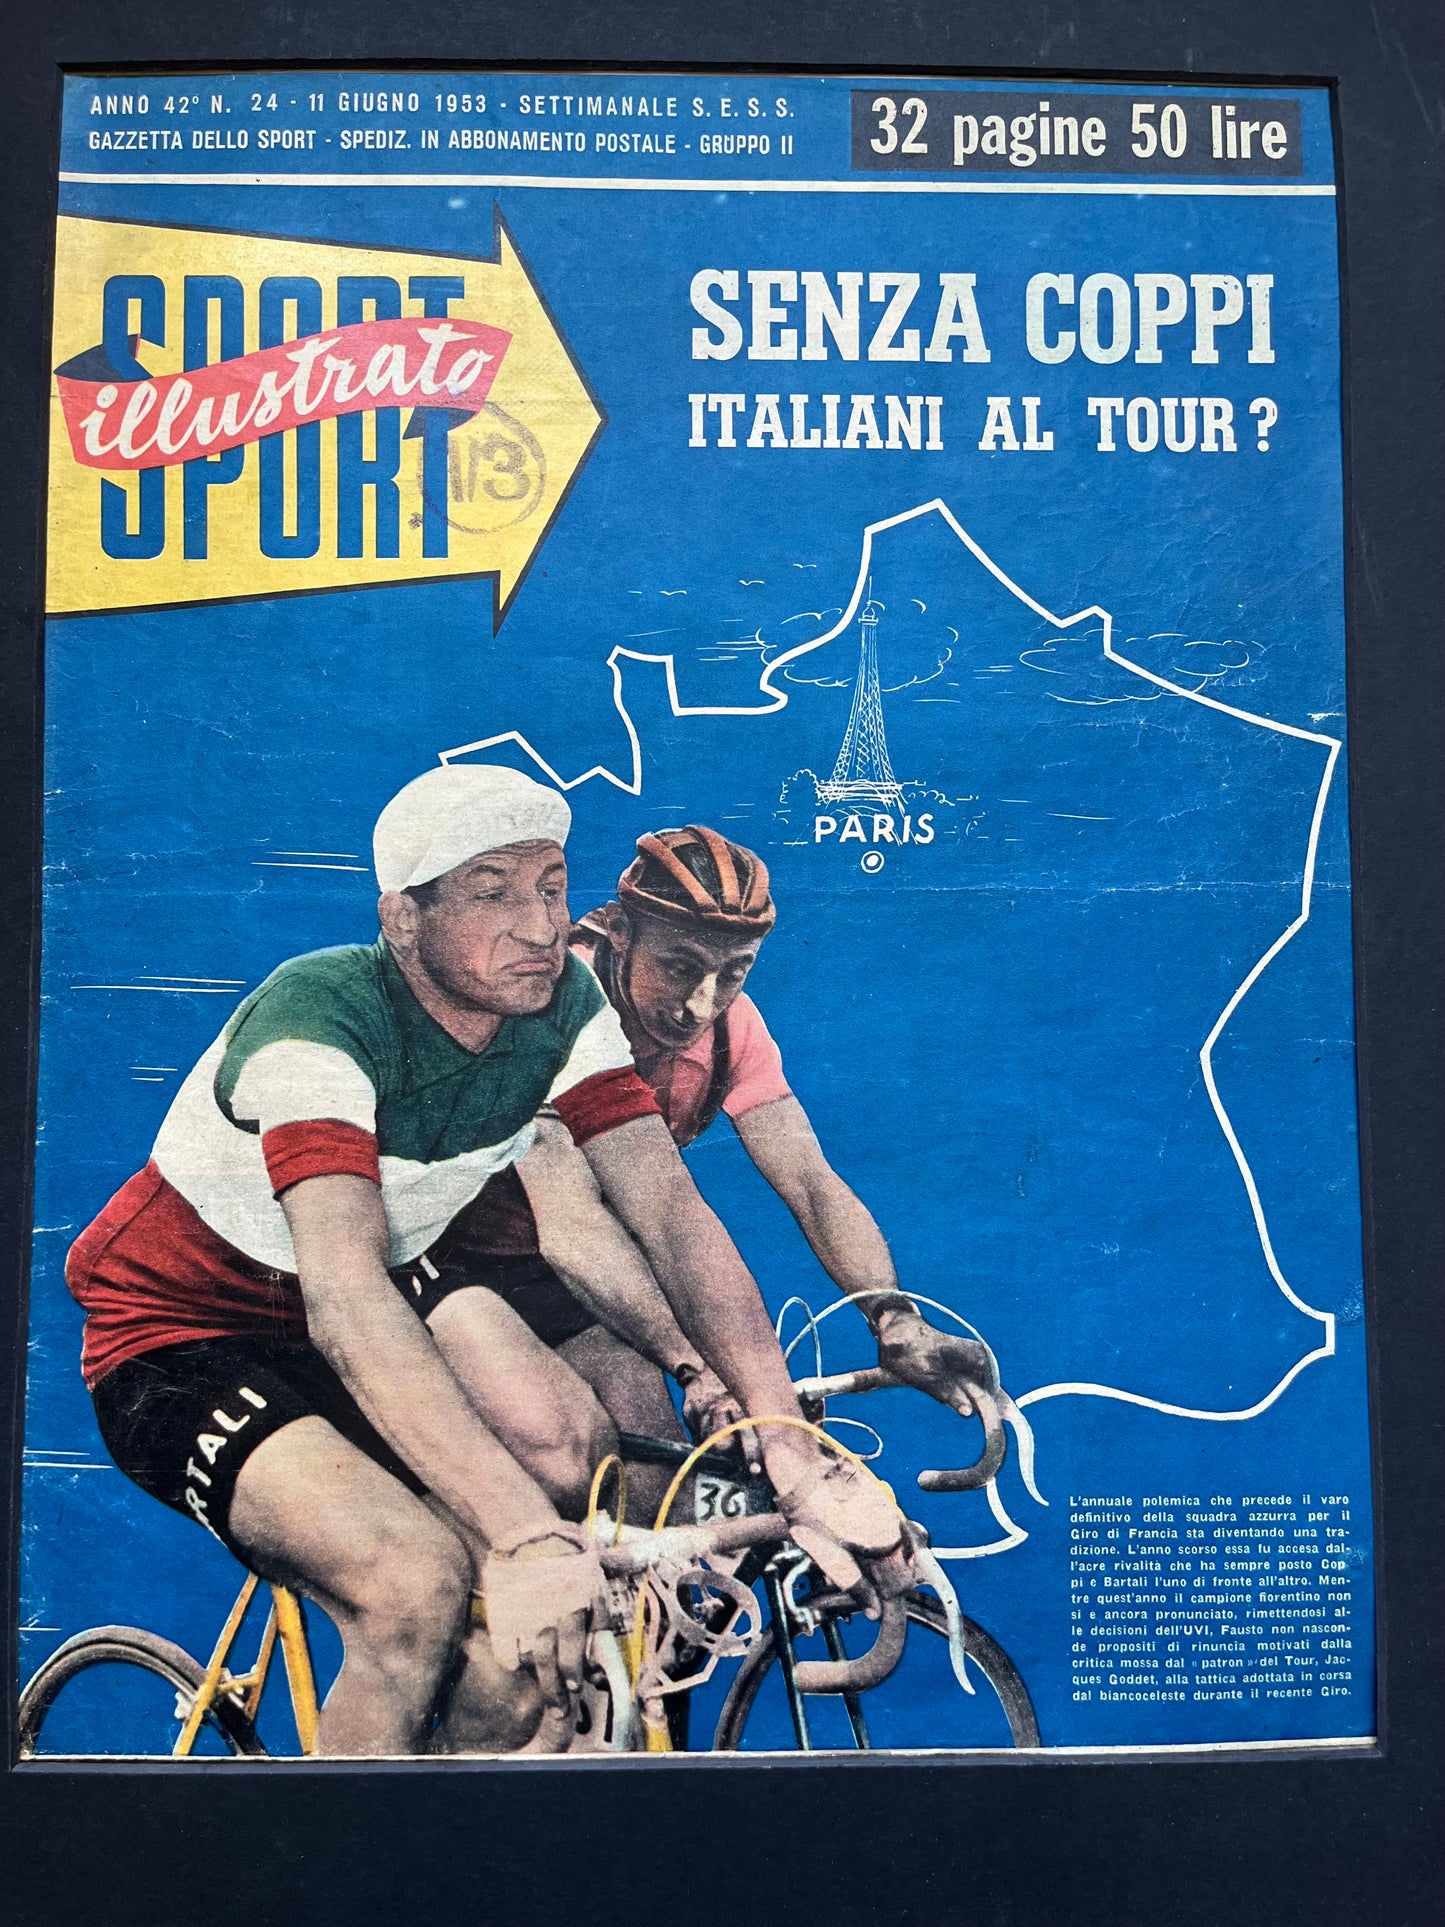 ANNO 42° N. 24 - 11 GIUGNO 1953 - SETTIMANALE S. E. S. S.
GAZZETTA DELLO SPORT - SPEDIZ. IN ABBONAMENTO POSTALE - GRUPPO II
32 pagine 50 lire
SPORT
illustrato
SPORT
113
SENZA COPPI
ITALIANI AL TOUR?
PARIS
RTALI
36
L'annuale polemica che precede il varo
definitivo della squadra azzurra per il
Giro di Francia sta diventando una tra-
dizione. L'anno scorso essa fu accesa dal-
l'acre rivalità che ha sempre posto Cop-
pi e Bartali l'uno di fronte all'altro. Men-
tre quest'anno il campione fiorentino non
si e ancora pronunciato, rimettendosi al-
le decisioni dell'UVI, Fausto non nascon-
de propositi di rinuncia motivati dalla
critica mossa dal « patron » del Tour, Jac-
ques Goddet, alla tattica adottata in corsa
dal biancoceleste durante il recente Giro.